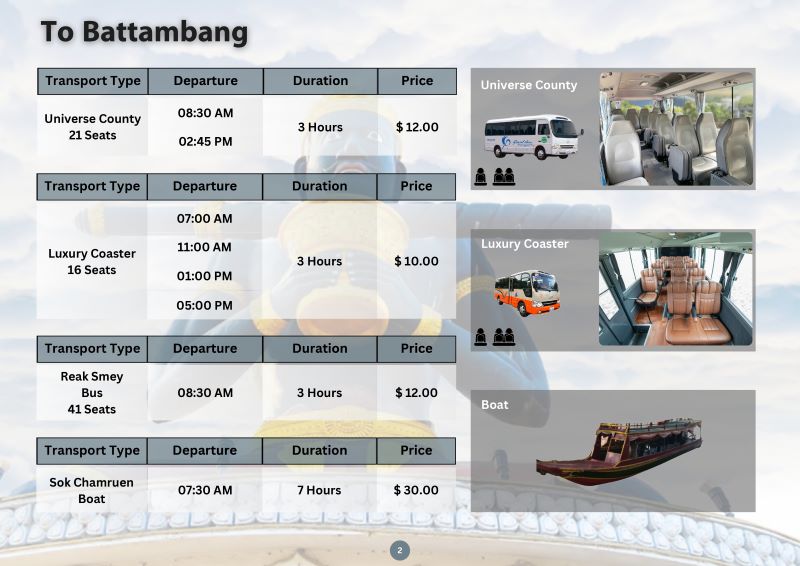 To Battambang
Transport Type Departure Duration Price
Universe County
21 Seats
08:30 AM
02:45 PM
3 Hours
$ 12.00
Transport Type Departure Duration Price
Luxury Coaster
16 Seats
07:00 AM
11:00 AM
01:00 PM
05:00 PM
3 Hours
$ 10.00
Transport Type Departure Duration Price
Reak Smey
Bus
41 Seats
08:30 AM
3 Hours
$ 12.00
Transport Type Departure Duration Price
Sok Chamruen
Boat
07:30 AM
7 Hours
$ 30.00
Universe County
Luxury Coaster
Boat
2